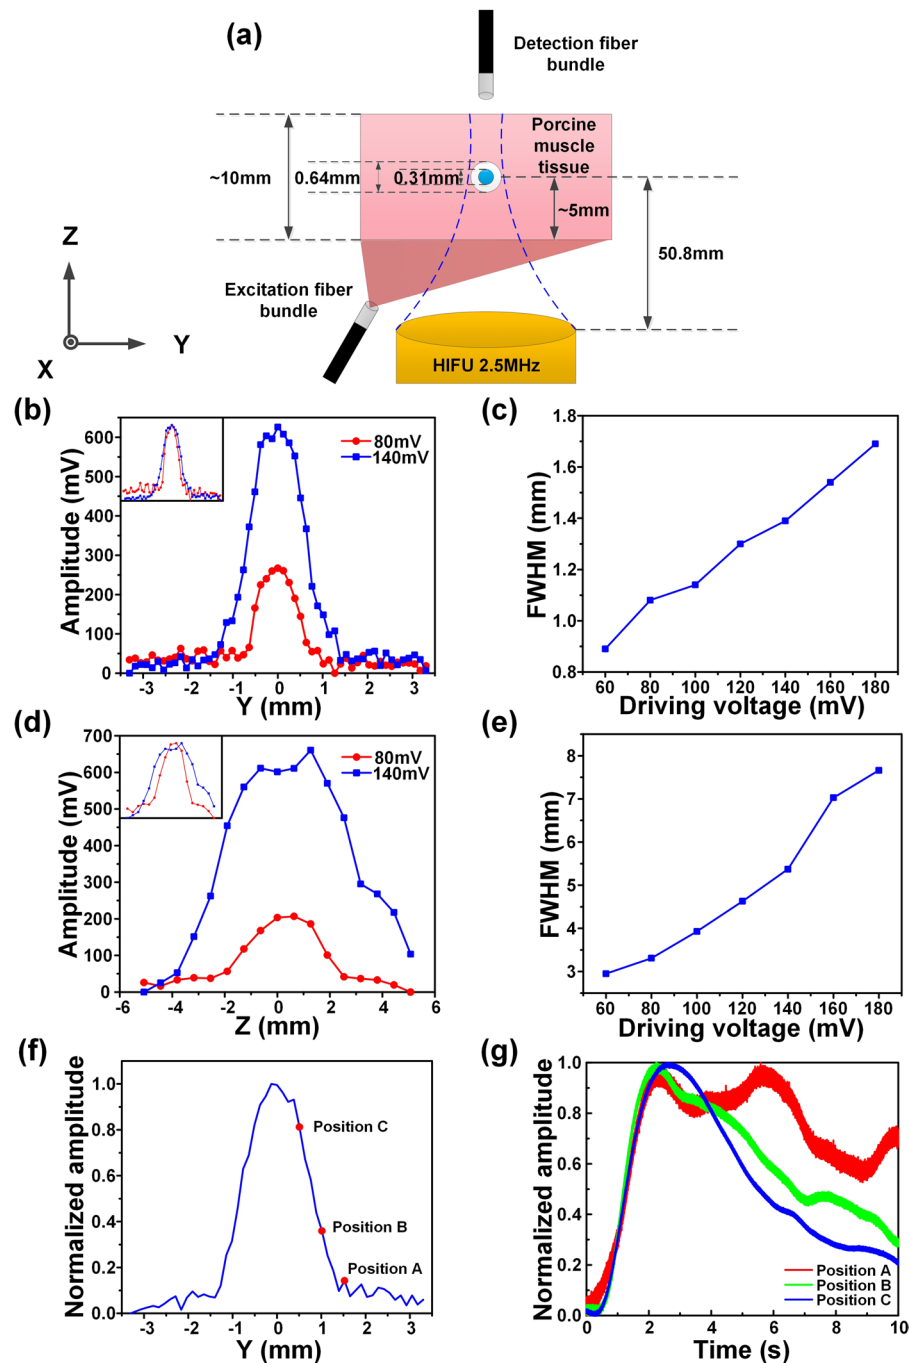 (a)
Detection fiber
bundle
Porcine
muscle
tissue
~10mm
0.64mm
0.31mm
~5mm
50.8mm
Z
Y
X
Excitation fiber
bundle
HIFU 2.5MHz
(b)
600
500
400
300
200
100
0
Amplitude (mV)
80mV
140mV
-3 -2 -1 0 1 2 3
Y (mm)
(c)
1.8
1.6
1.4
1.2
1.0
0.8
FWHM (mm)
60 80 100 120 140 160 180
Driving voltage (mV)
(d)
700
600
500
400
300
200
100
0
Amplitude (mV)
80mV
140mV
-6 -4 -2 0 2 4 6
Z (mm)
(e)
8
7
6
5
4
3
FWHM (mm)
60 80 100 120 140 160 180
Driving voltage (mV)
(f)
1.0
0.8
0.6
0.4
0.2
0.0
Normalized amplitude
Position C
Position B
Position A
-3 -2 -1 0 1 2 3
Y (mm)
(g)
1.0
0.8
0.6
0.4
0.2
0.0
Normalized amplitude
Position A
Position B
Position C
0 2 4 6 8 10
Time (s)